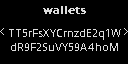 wallets
< TT5rFsXYCrnzdE2q1W >
dR9F2SuVY59A4hoM